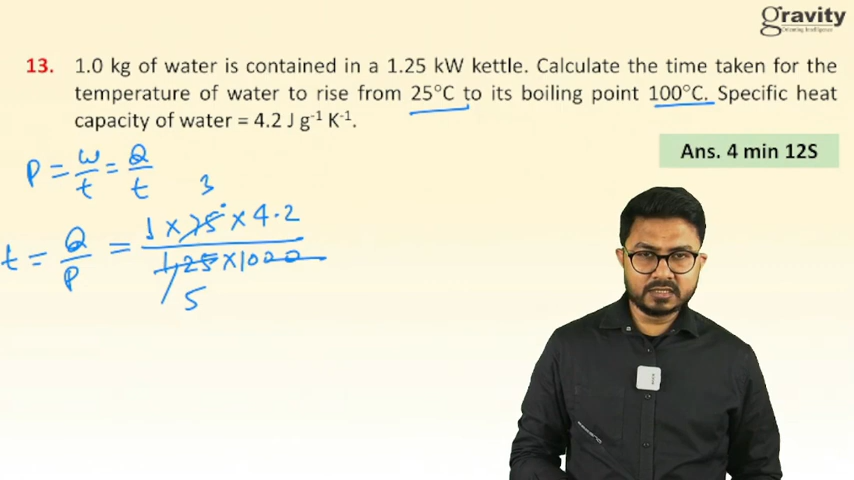 gravity
13. 1.0 kg of water is contained in a 1.25 kW kettle. Calculate the time taken for the
temperature of water to rise from 25°C to its boiling point 100°C. Specific heat
capacity of water = 4.2 J g⁻¹ K⁻¹.
Ans. 4 min 12S
P = W/t = Q/t
3
t = Q/P = 1 × 75 × 4.2 / 1.25 × 1000
5